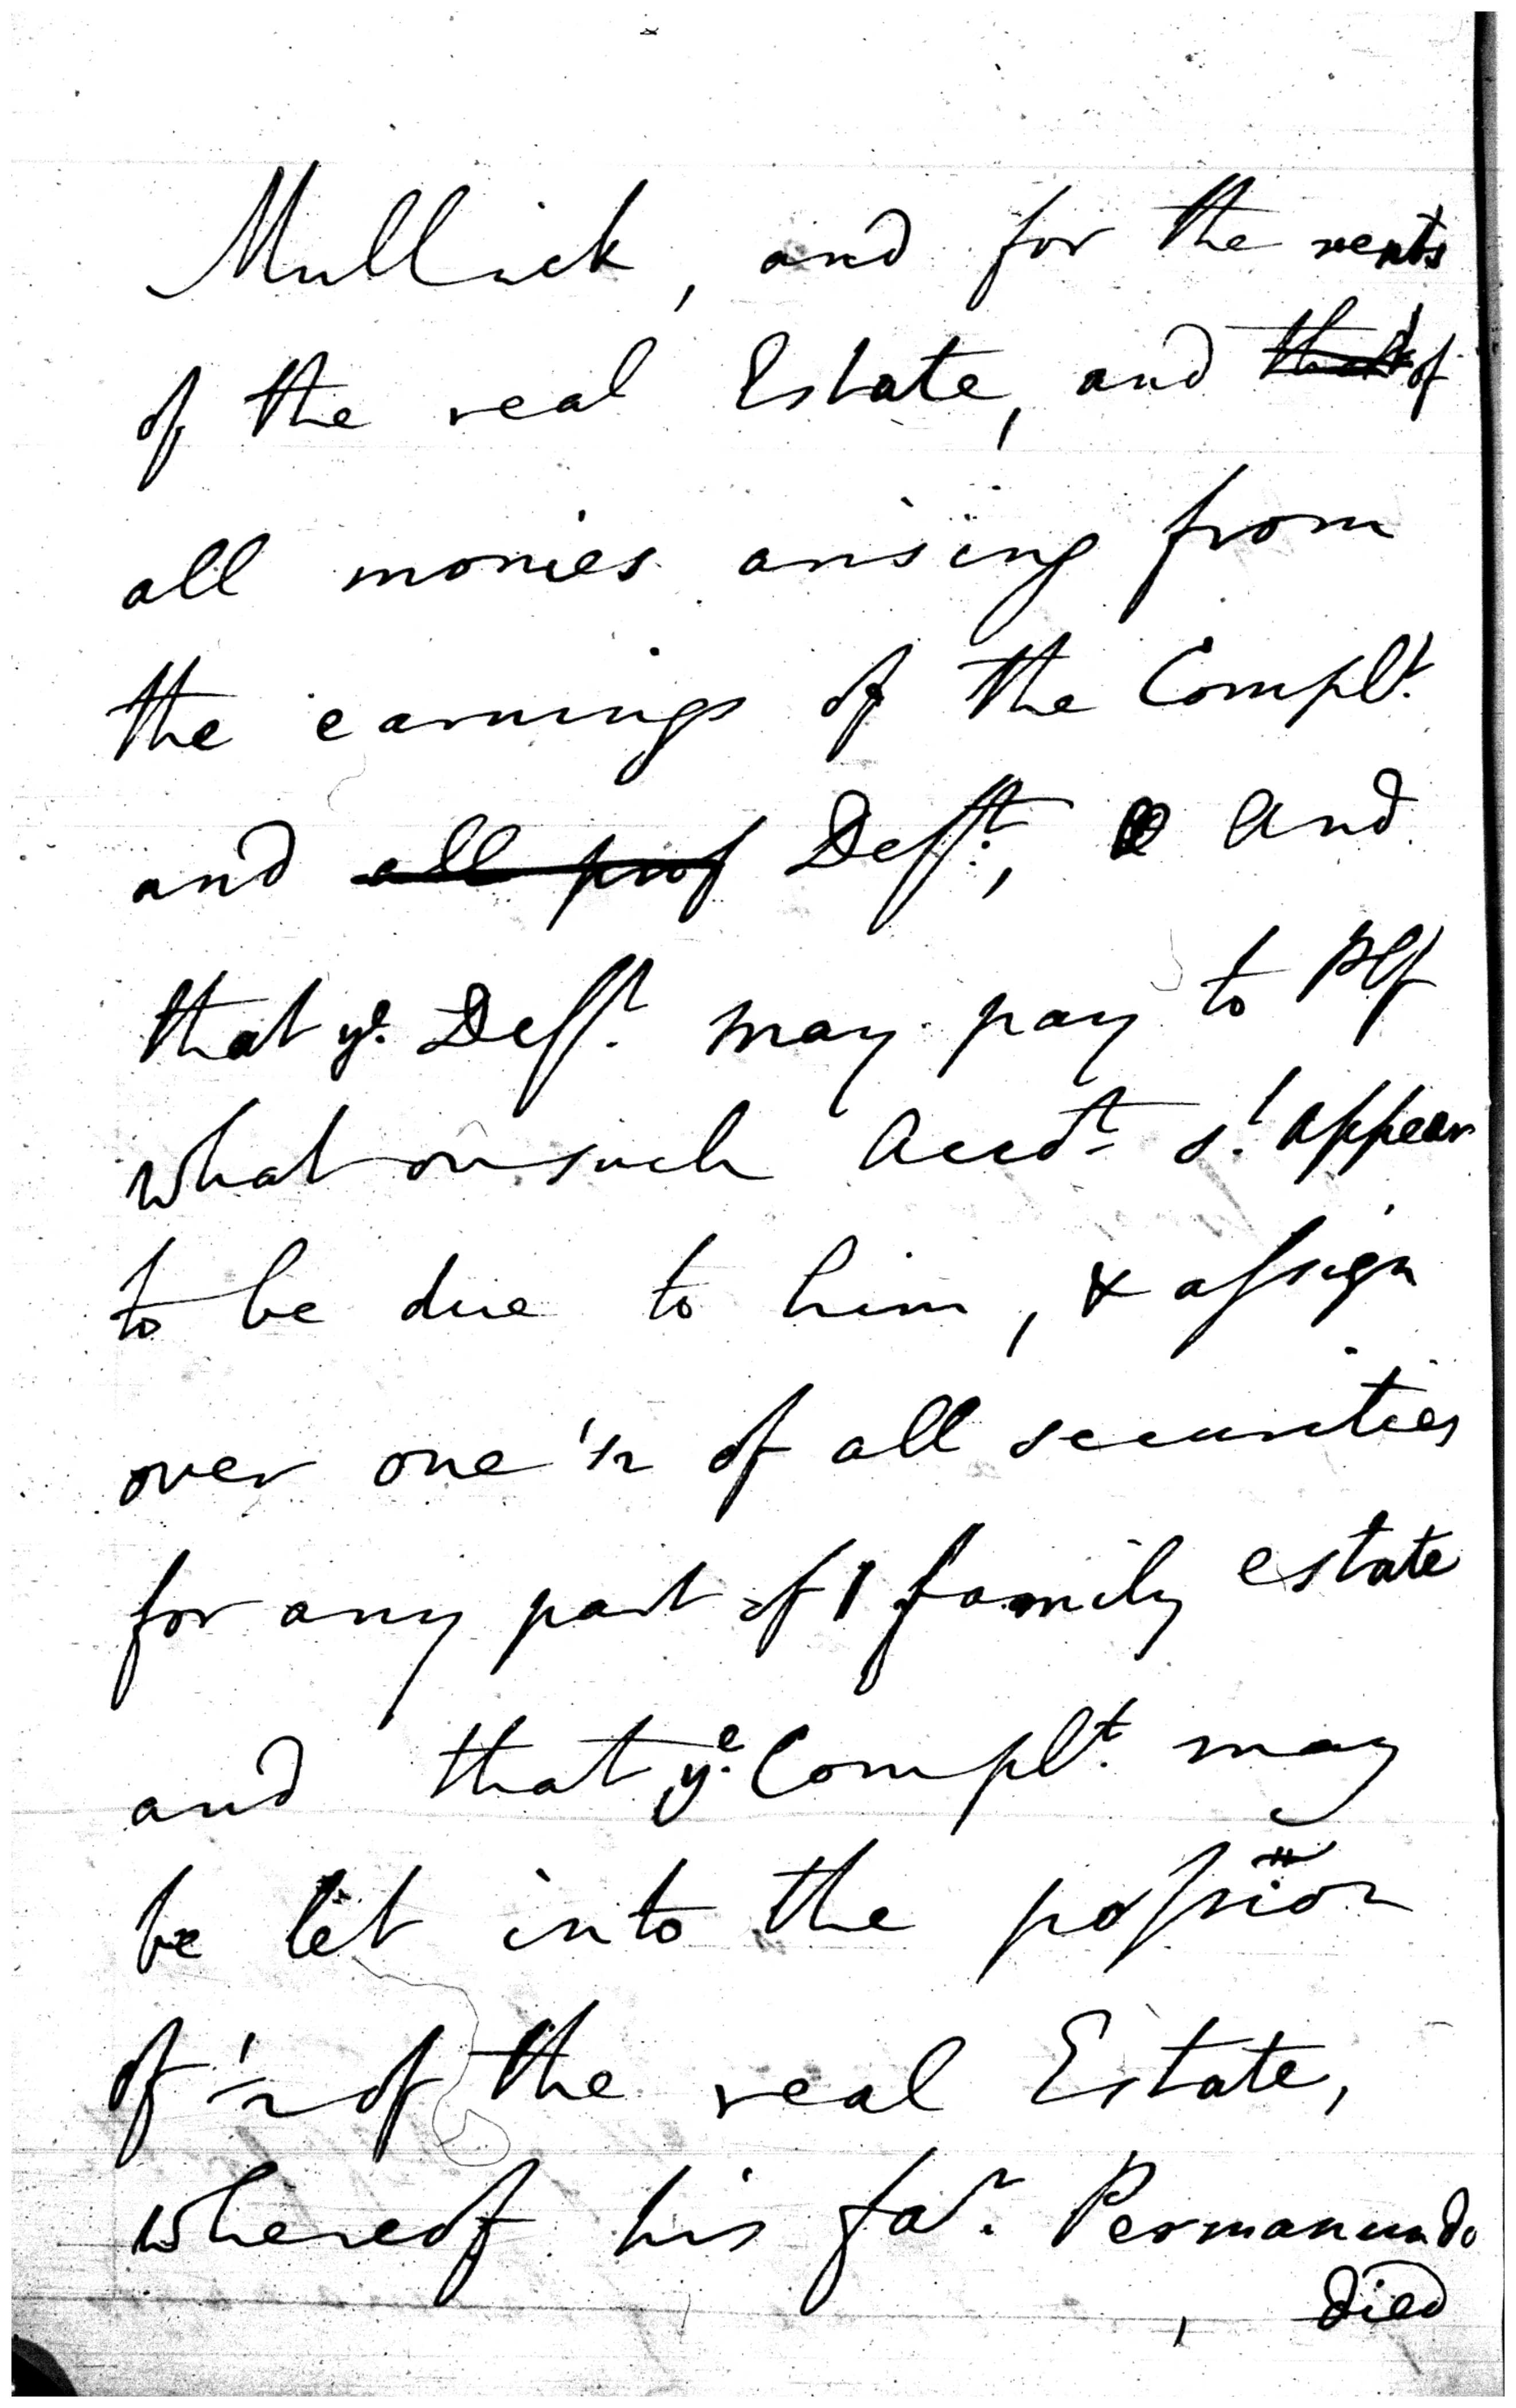 Mullick, and for the rents
of the real Estate, and that of
all monies arising from
the earnings of the Complt.
and all prof Deft., and
that ye. Deft. may pay to Plf
what on such Accot. sd. appear
to be due to him, & assign
over one 1/2 of all securities
for any part of family estate
and that ye. Complt. may
be let into the possion
of 1/2 of the real Estate,
whereof his far. Permanundo
died